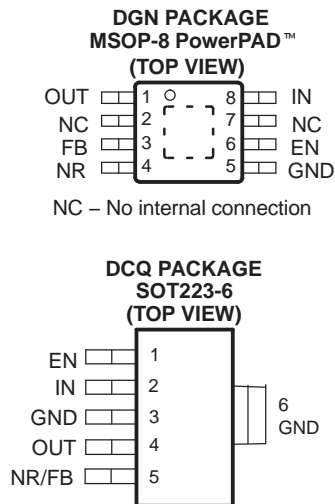 DGN PACKAGE
MSOP-8 PowerPAD™
(TOP VIEW)
OUT 1 8 IN
NC 2 7 NC
FB 3 6 EN
NR 4 5 GND
NC – No internal connection
DCQ PACKAGE
SOT223-6
(TOP VIEW)
EN 1
IN 2
GND 3
OUT 4
NR/FB 5
6
GND